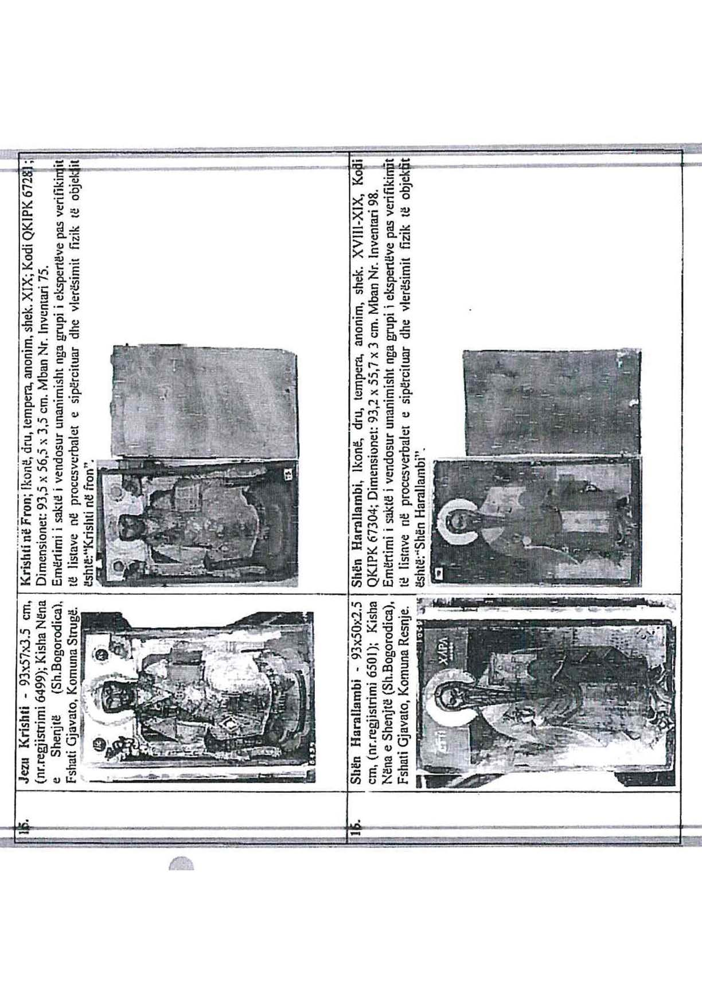 15.
Jezu Krishti - 93x57x3.5 cm,
(nr.regjistrimi 6499); Kisha Nëna
e Shenjtë (Sh.Bogorodica),
Fshati Gjavato, Komuna Strugë.
Krishti në Fron; Ikonë, dru, tempera, anonim, shek. XIX; Kodi QKIPK 67281;
Dimensionet: 93,5 x 56,5 x 3,5 cm. Mban Nr. Inventari 75.
Emërtimi i saktë i vendosur unanimisht nga grupi i ekspertëve pas verifikimit
të listave në procesverbalet e sipërcituar dhe vlerësimit fizik të objektit
është:"Krishti në fron".
16.
Shën Harallambi - 93x50x2.5
cm, (nr.regjistrimi 6501); Kisha
Nëna e Shenjtë (Sh.Bogorodica),
Fshati Gjavato, Komuna Resnje.
ΧΑΡΛ
Shën Harallambi, Ikonë, dru, tempera, anonim, shek. XVIII-XIX, Kodi
QKIPK 67304; Dimensionet: 93,2 x 55,7 x 3 cm. Mban Nr. Inventari 98.
Emërtimi i saktë i vendosur unanimisht nga grupi i ekspertëve pas verifikimit
të listave në procesverbalet e sipërcituar dhe vlerësimit fizik të objektit
është:"Shën Harallambi".